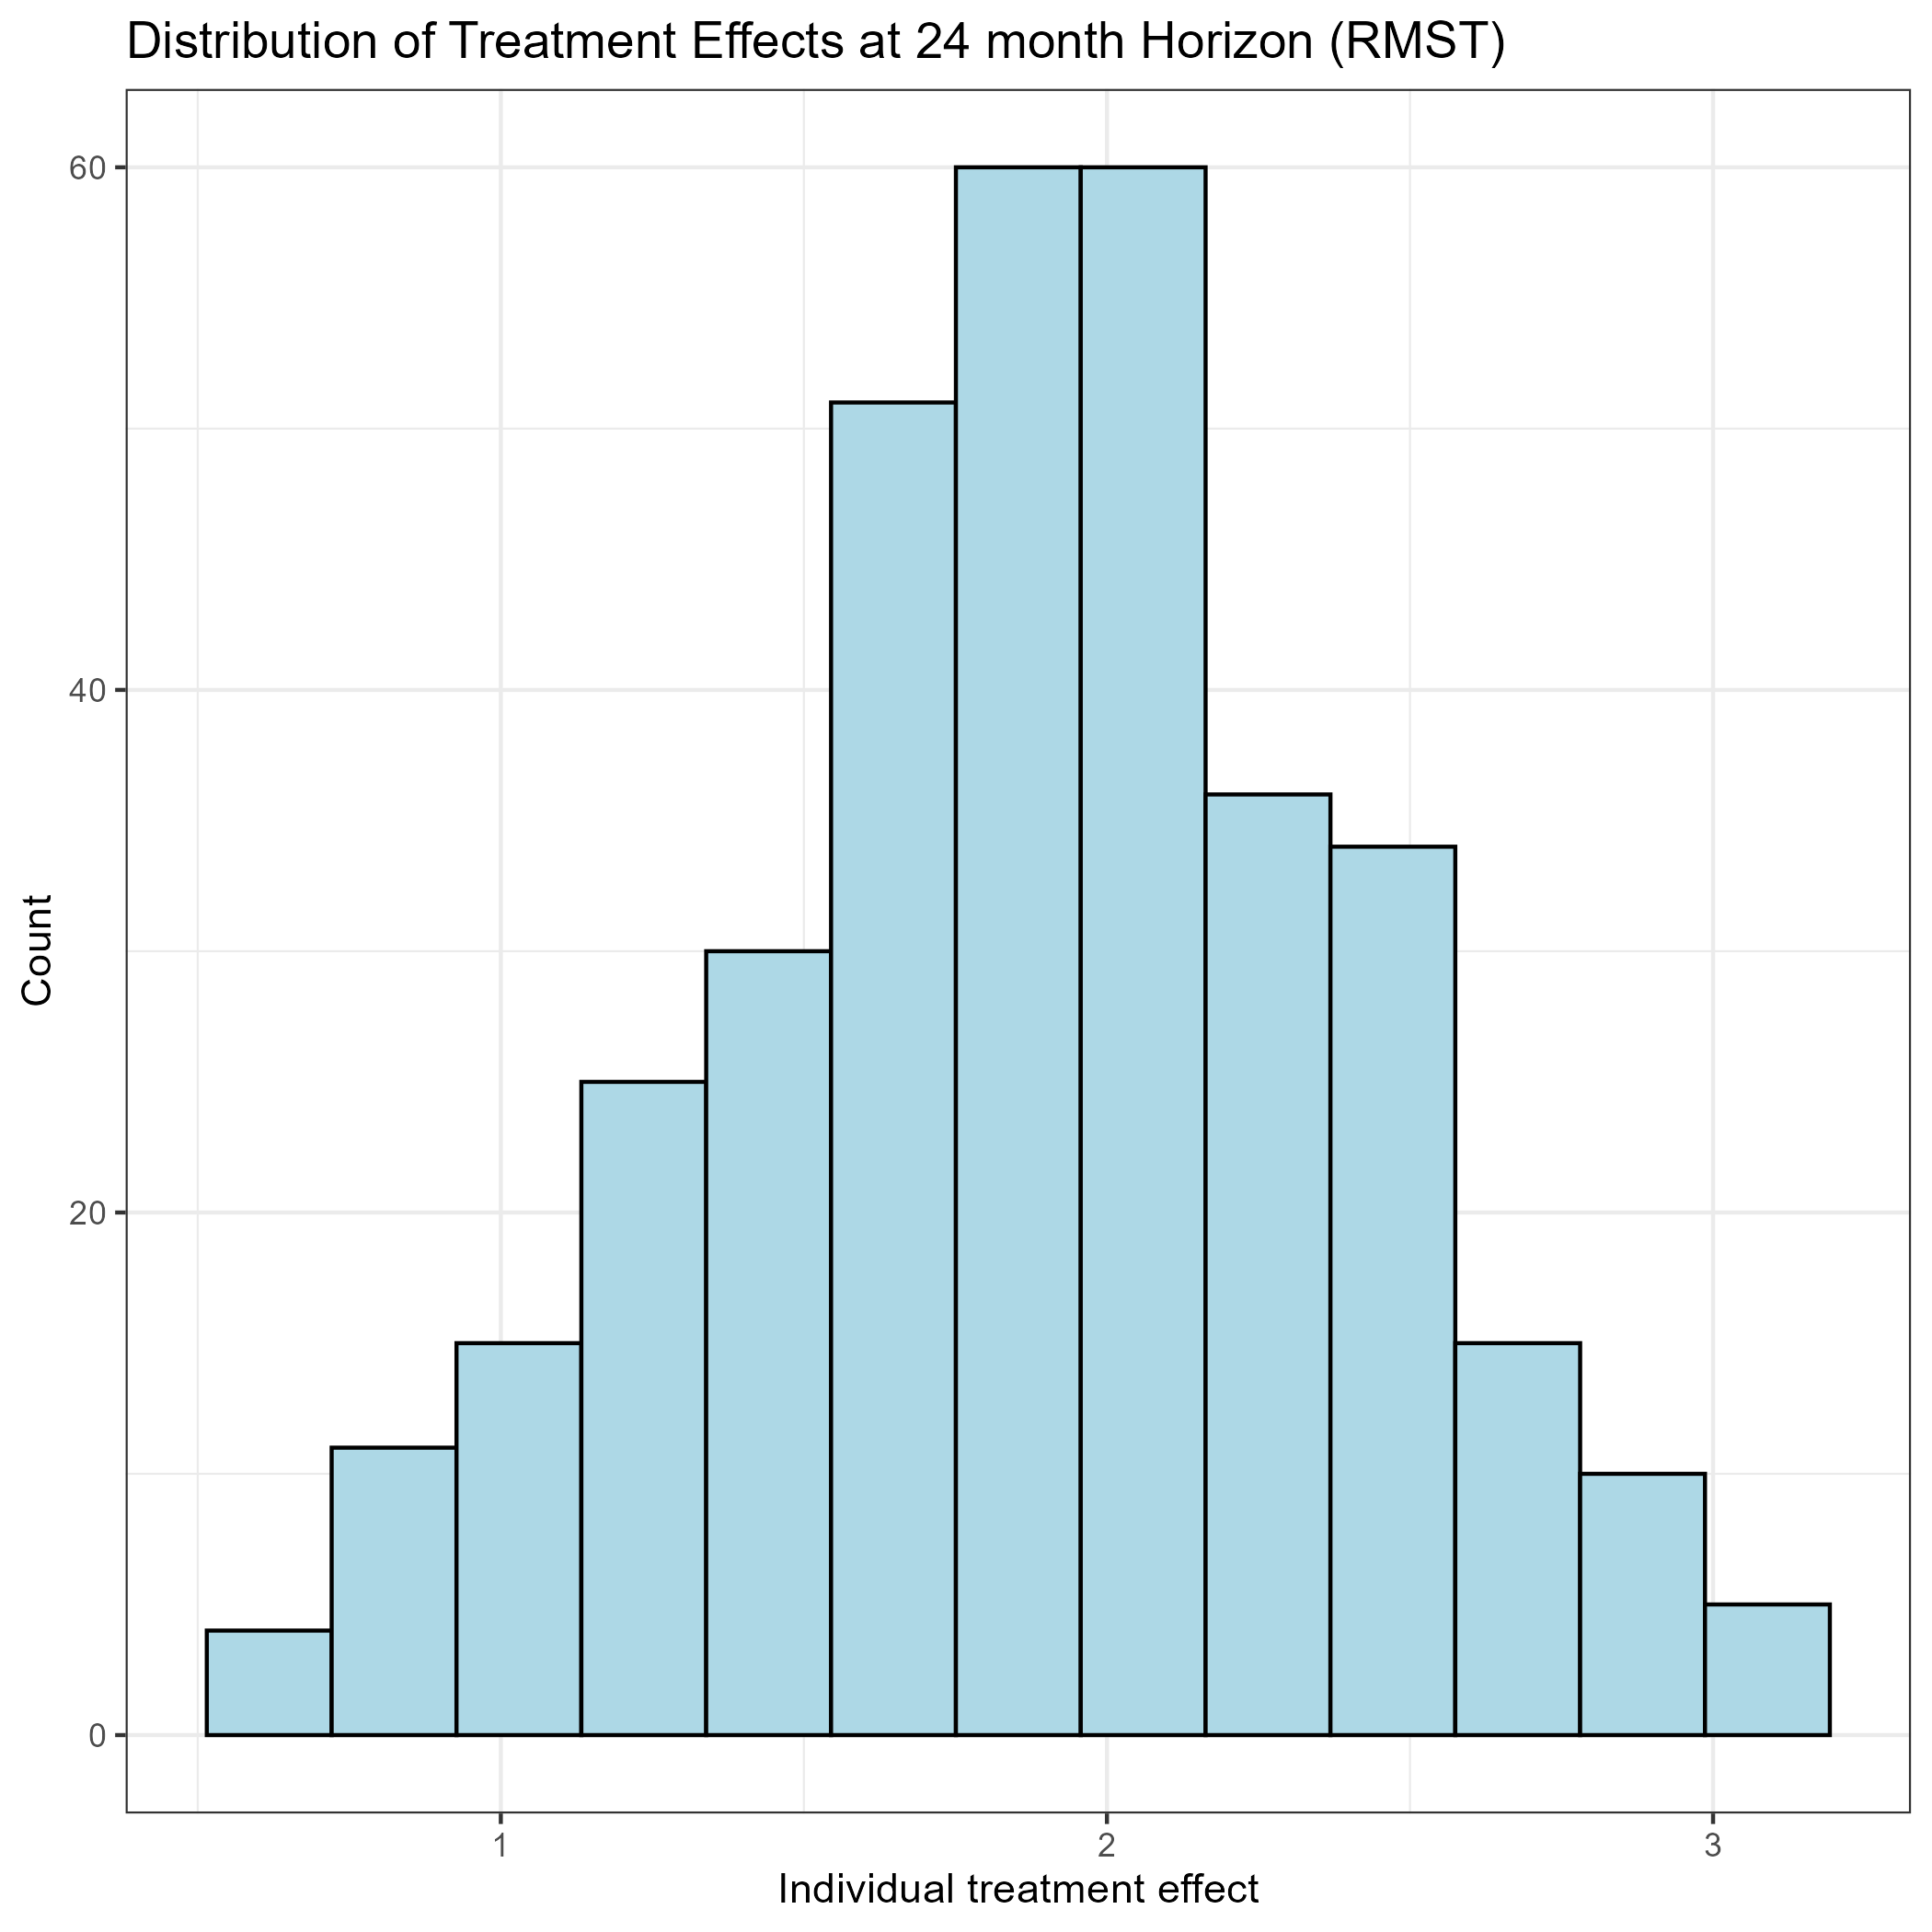 Distribution of Treatment Effects at 24 month Horizon (RMST)
60
40
20
0
Count
1
2
3
Individual treatment effect